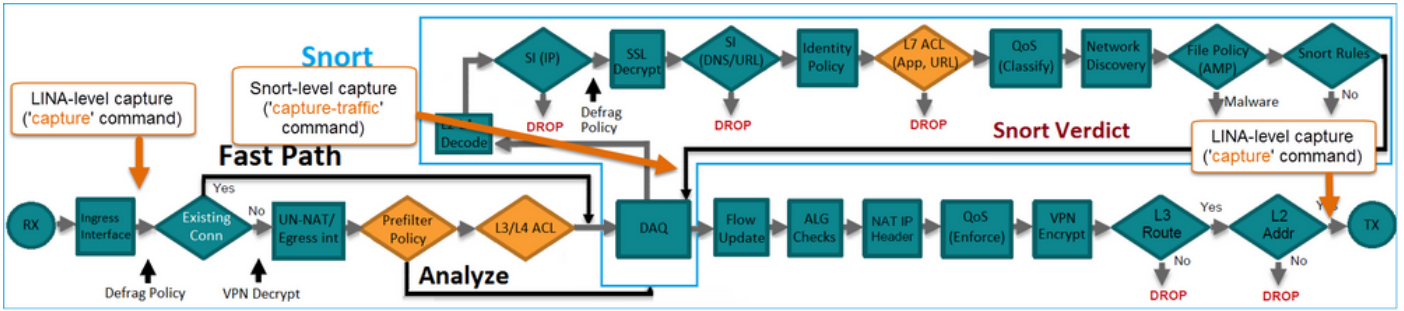 Snort
SI (IP)
SSL
Decrypt
SI
(DNS/URL)
Identity
Policy
L7 ACL
(App, URL)
QoS
(Classify)
Network
Discovery
File Policy
(AMP)
Snort Rules
LINA-level capture
('capture' command)
Snort-level capture
('capture-traffic'
command)
Decode
DROP
Defrag
Policy
DROP
DROP
Malware
No
Snort Verdict
LINA-level capture
('capture' command)
Fast Path
Yes
RX
Ingress
Interface
Existing
Conn
No
UN-NAT/
Egress int
Prefilter
Policy
L3/L4 ACL
DAQ
Flow
Update
ALG
Checks
NAT IP
Header
QoS
(Enforce)
VPN
Encrypt
L3
Route
Yes
L2
Addr
TX
Analyze
Defrag Policy
VPN Decrypt
No
DROP
No
DROP